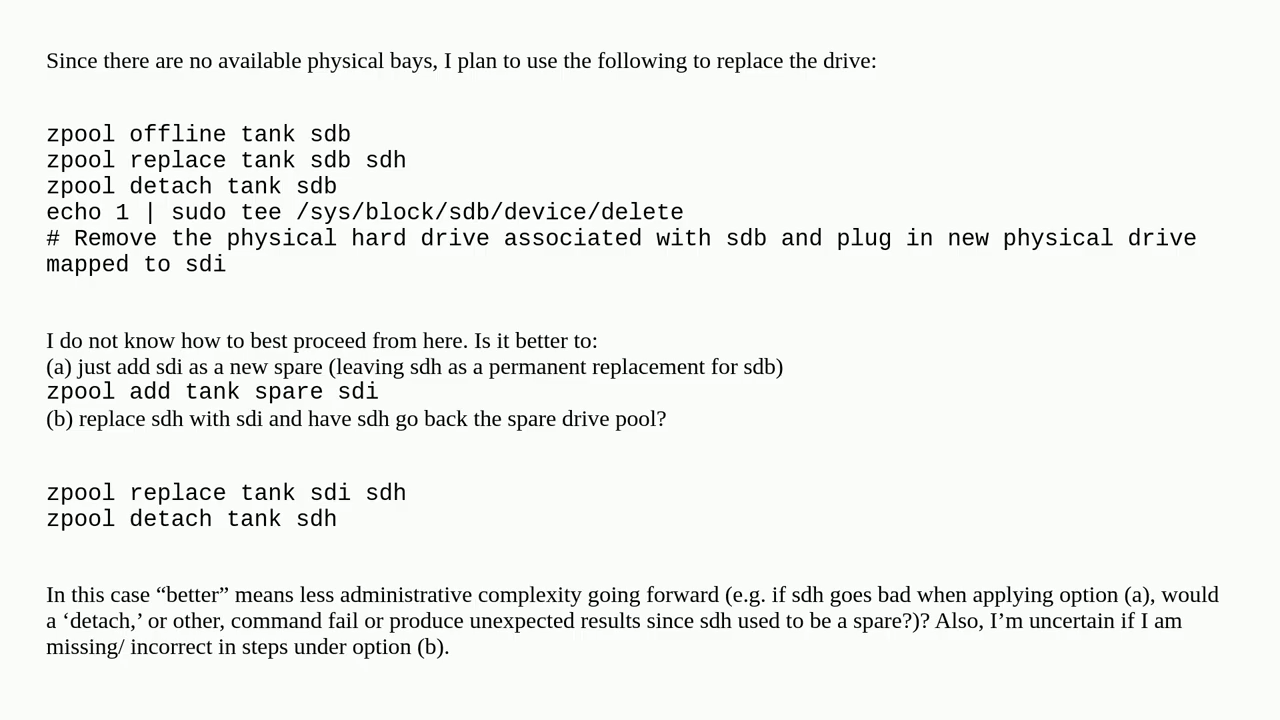 Since there are no available physical bays, I plan to use the following to replace the drive:
zpool offline tank sdb
zpool replace tank sdb sdh
zpool detach tank sdb
echo 1 | sudo tee /sys/block/sdb/device/delete
# Remove the physical hard drive associated with sdb and plug in new physical drive
mapped to sdi
I do not know how to best proceed from here. Is it better to:
(a) just add sdi as a new spare (leaving sdh as a permanent replacement for sdb)
zpool add tank spare sdi
(b) replace sdh with sdi and have sdh go back the spare drive pool?
zpool replace tank sdi sdh
zpool detach tank sdh
In this case “better” means less administrative complexity going forward (e.g. if sdh goes bad when applying option (a), would
a ‘detach,’ or other, command fail or produce unexpected results since sdh used to be a spare?)? Also, I’m uncertain if I am
missing/ incorrect in steps under option (b).